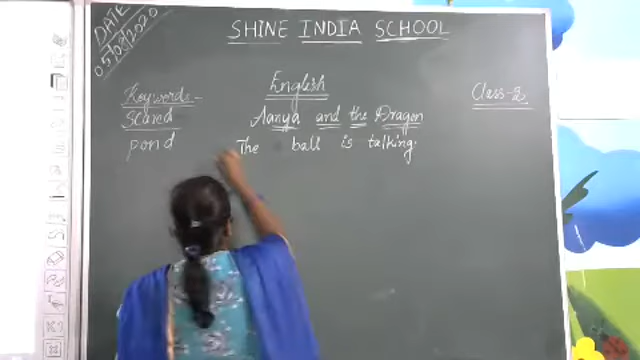 DATE
05/09/2020
SHINE INDIA SCHOOL
English
Class-2
Keywords-
Scared
Aanya and the Dragon
pond
The ball is talking.